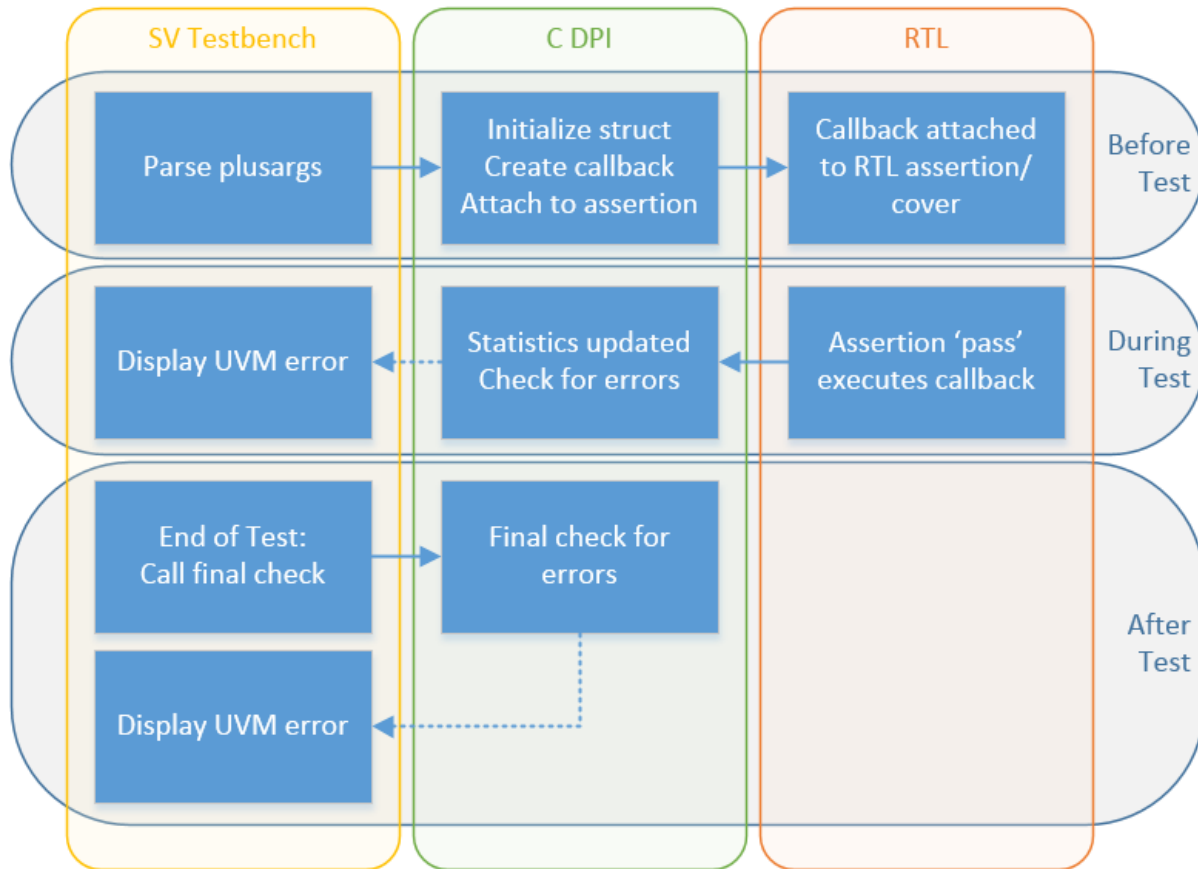 SV Testbench
C DPI
RTL
Parse plusargs
Initialize struct
Create callback
Attach to assertion
Callback attached
to RTL assertion/
cover
Before
Test
Display UVM error
Statistics updated
Check for errors
Assertion ‘pass’
executes callback
During
Test
End of Test:
Call final check
Final check for
errors
Display UVM error
After
Test